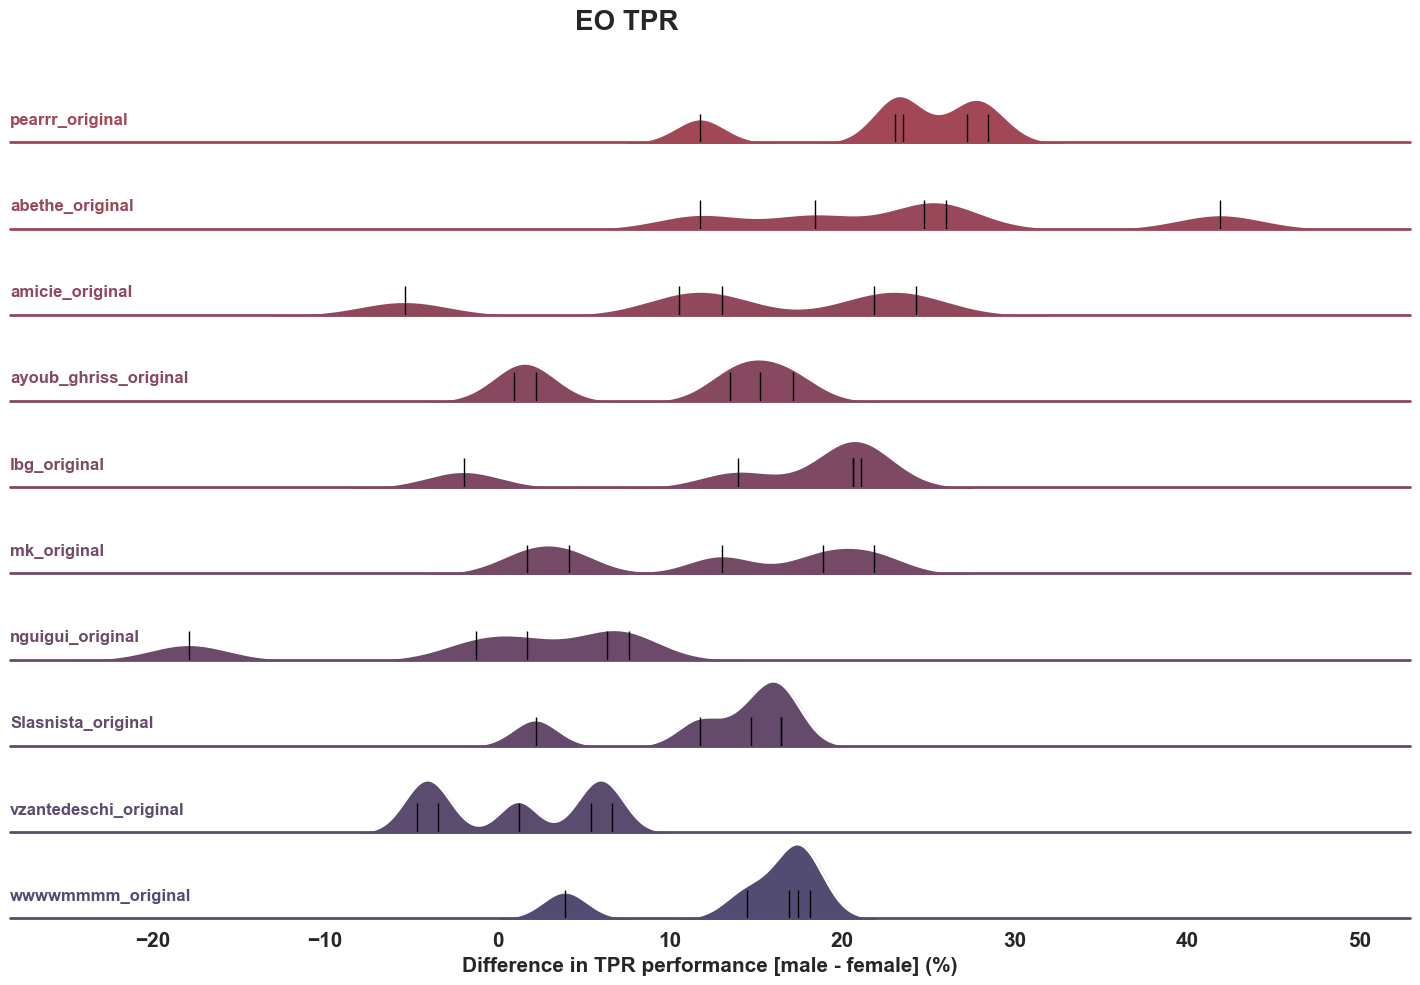 EO TPR
pearrr_original
abethe_original
amicie_original
ayoub_ghriss_original
lbg_original
mk_original
nguigui_original
Slasnista_original
vzantedeschi_original
wwwwmmmm_original
−20 −10 0 10 20 30 40 50
Difference in TPR performance [male - female] (%)